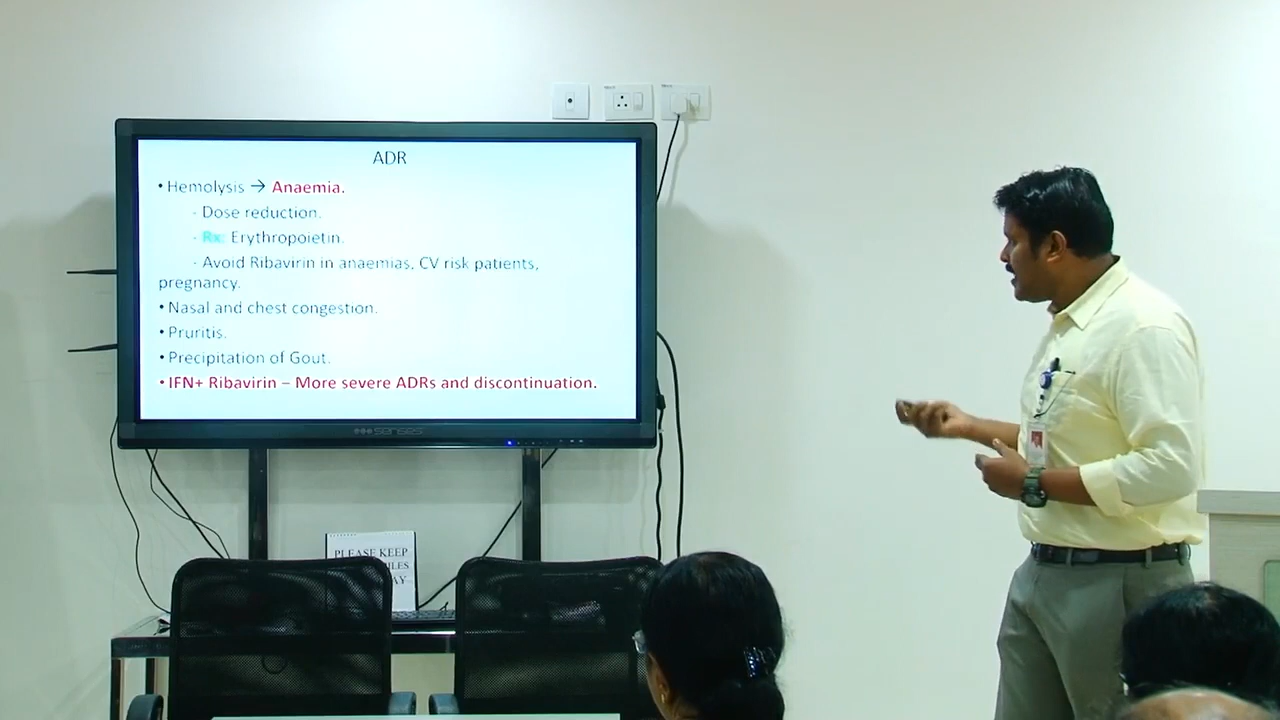 ADR
• Hemolysis → Anaemia.
- Dose reduction.
- Rx: Erythropoietin.
- Avoid Ribavirin in anaemias, CV risk patients,
pregnancy.
• Nasal and chest congestion.
• Pruritis.
• Precipitation of Gout.
• IFN+ Ribavirin – More severe ADRs and discontinuation.
senses
PLEASE KEEP